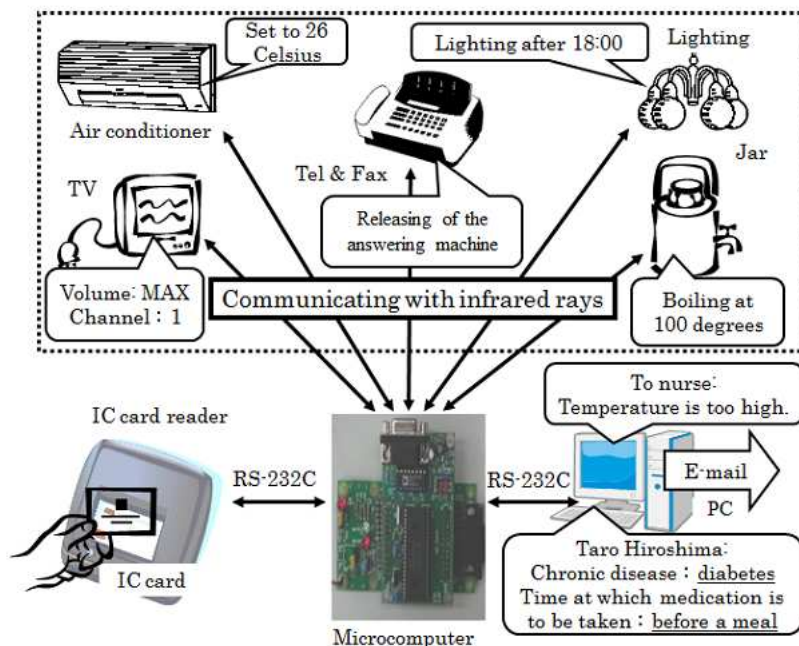 Set to 26
Celsius
Lighting after 18:00
Lighting
Air conditioner
Tel & Fax
Jar
TV
Releasing of the
answering machine
Volume: MAX
Channel : 1
Communicating with infrared rays
Boiling at
100 degrees
To nurse:
Temperature is too high.
IC card reader
RS-232C
RS-232C
E-mail
PC
IC card
Taro Hiroshima:
Chronic disease : diabetes
Time at which medication is
to be taken : before a meal
Microcomputer